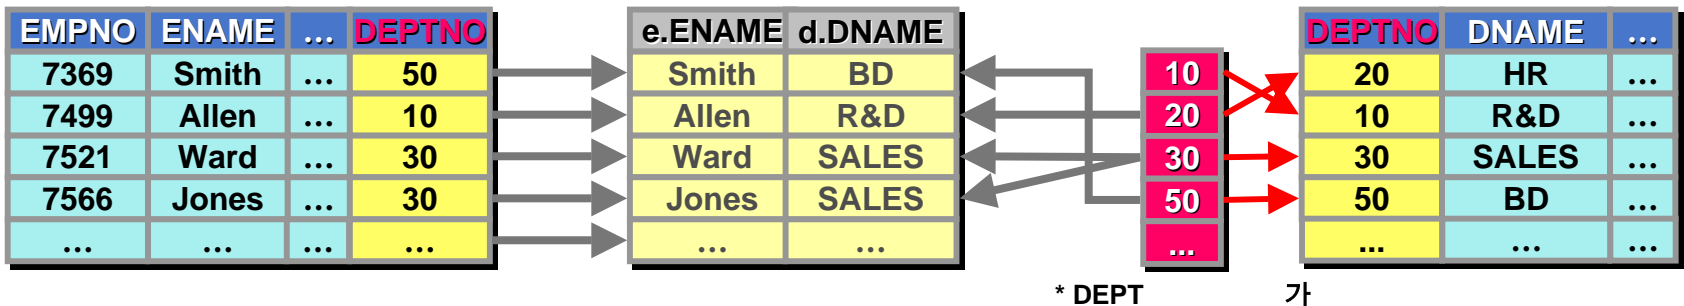 EMPNO ENAME ... DEPTNO
7369 Smith ... 50
7499 Allen ... 10
7521 Ward ... 30
7566 Jones ... 30
... ... ... ...
e.ENAME d.DNAME
Smith BD
Allen R&D
Ward SALES
Jones SALES
... ...
10
20
30
50
...
DEPTNO DNAME ...
20 HR ...
10 R&D ...
30 SALES ...
50 BD ...
... ... ...
* DEPT 가